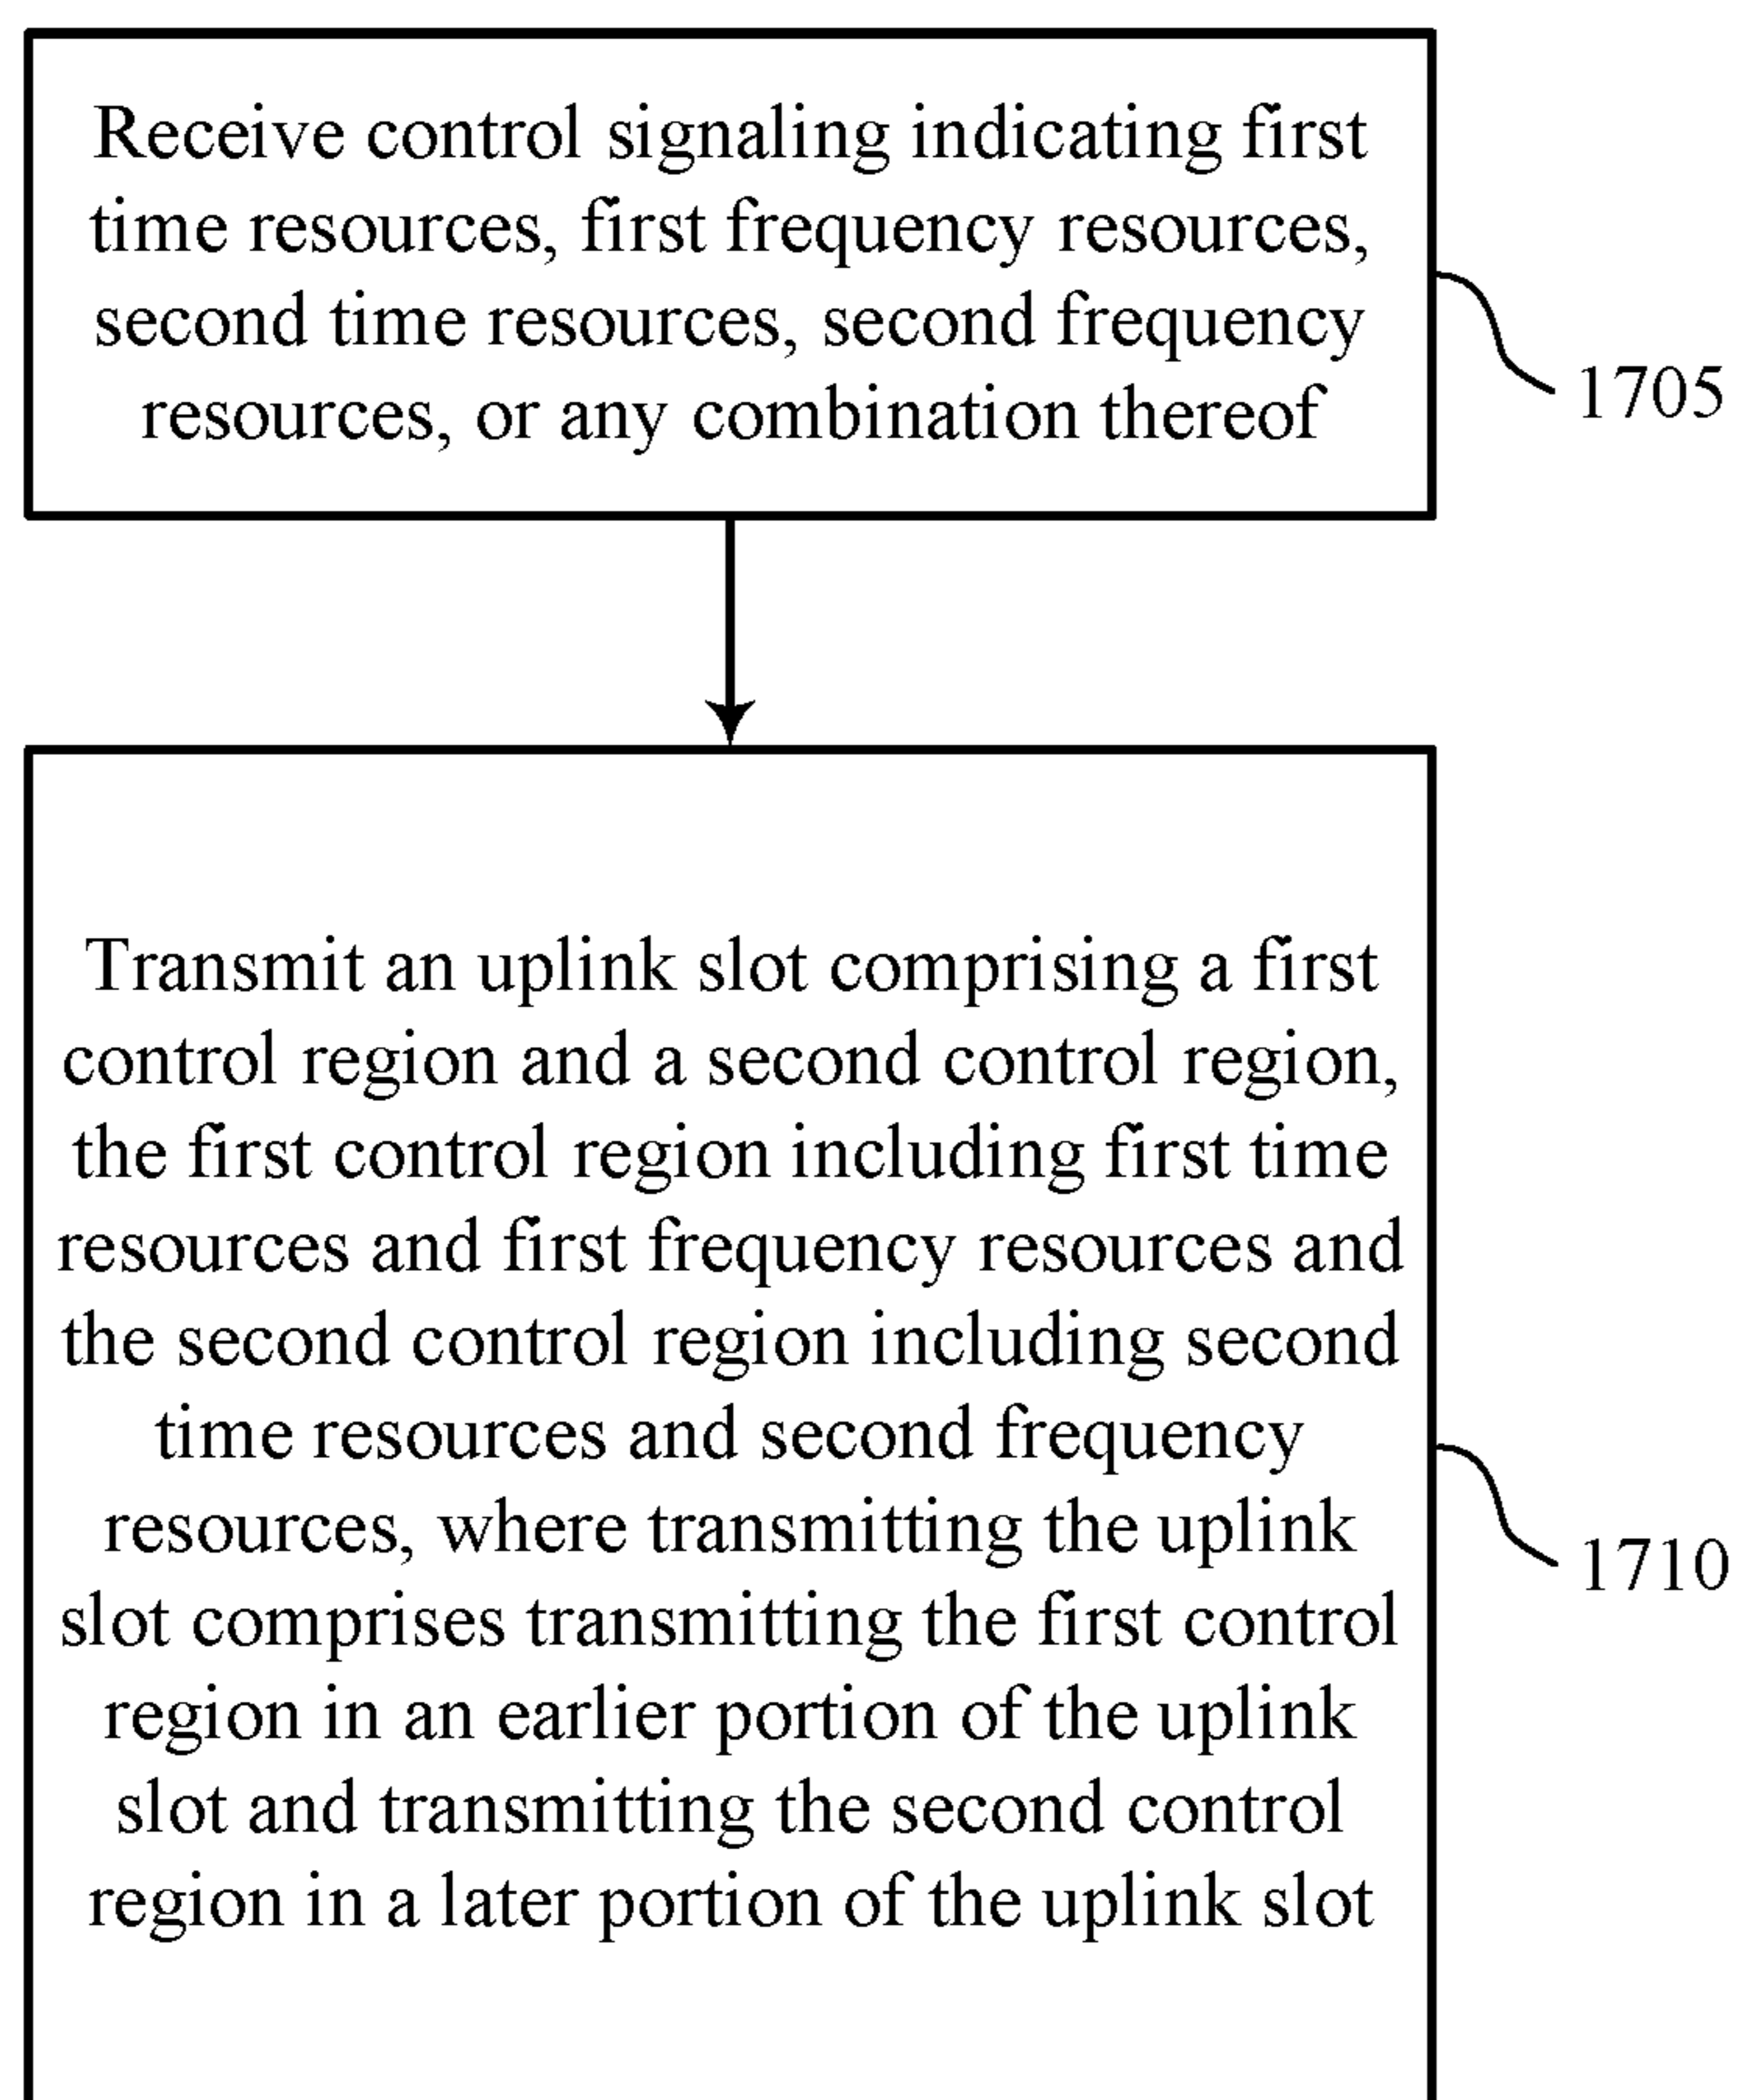 Receive control signaling indicating first
time resources, first frequency resources,
second time resources, second frequency
resources, or any combination thereof
1705
Transmit an uplink slot comprising a first
control region and a second control region,
the first control region including first time
resources and first frequency resources and
the second control region including second
time resources and second frequency
resources, where transmitting the uplink
slot comprises transmitting the first control
region in an earlier portion of the uplink
slot and transmitting the second control
region in a later portion of the uplink slot
1710